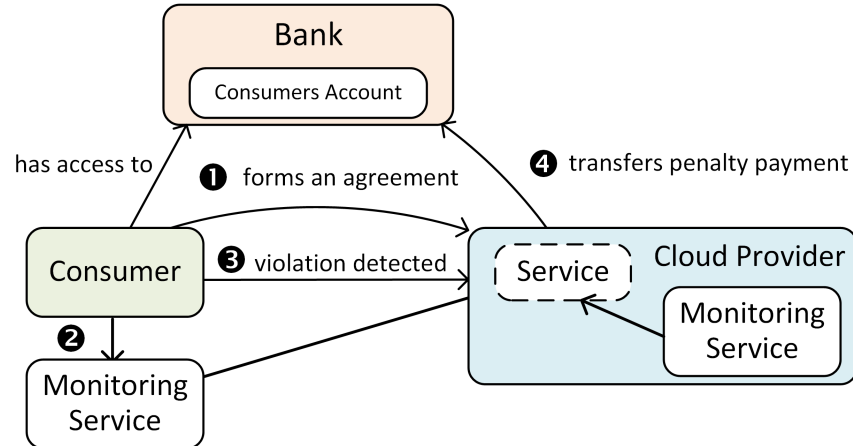 Bank
Consumers Account
has access to
❶ forms an agreement
❹ transfers penalty payment
Consumer
❸ violation detected
Service
Cloud Provider
❷
Monitoring
Service
Monitoring
Service